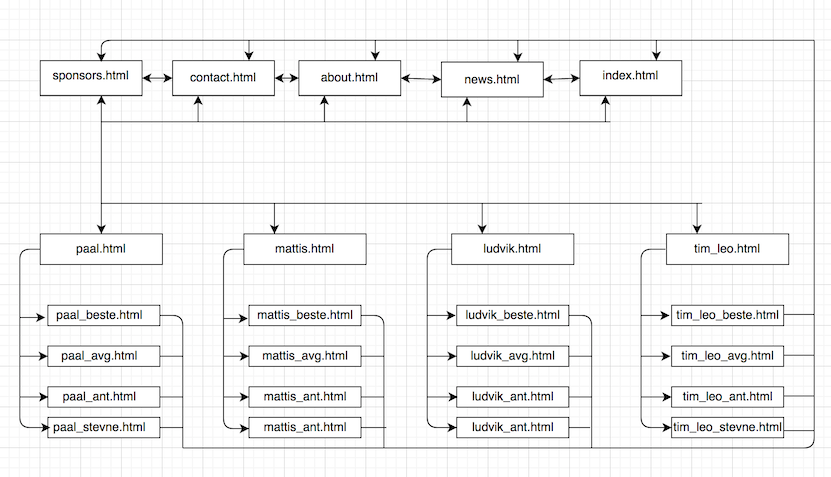 sponsors.html
contact.html
about.html
news.html
index.html
paal.html
mattis.html
ludvik.html
tim_leo.html
paal_beste.html
mattis_beste.html
ludvik_beste.html
tim_leo_beste.html
paal_avg.html
mattis_avg.html
ludvik_avg.html
tim_leo_avg.html
paal_ant.html
mattis_ant.html
ludvik_ant.html
tim_leo_ant.html
paal_stevne.html
mattis_ant.html
ludvik_ant.html
tim_leo_stevne.html